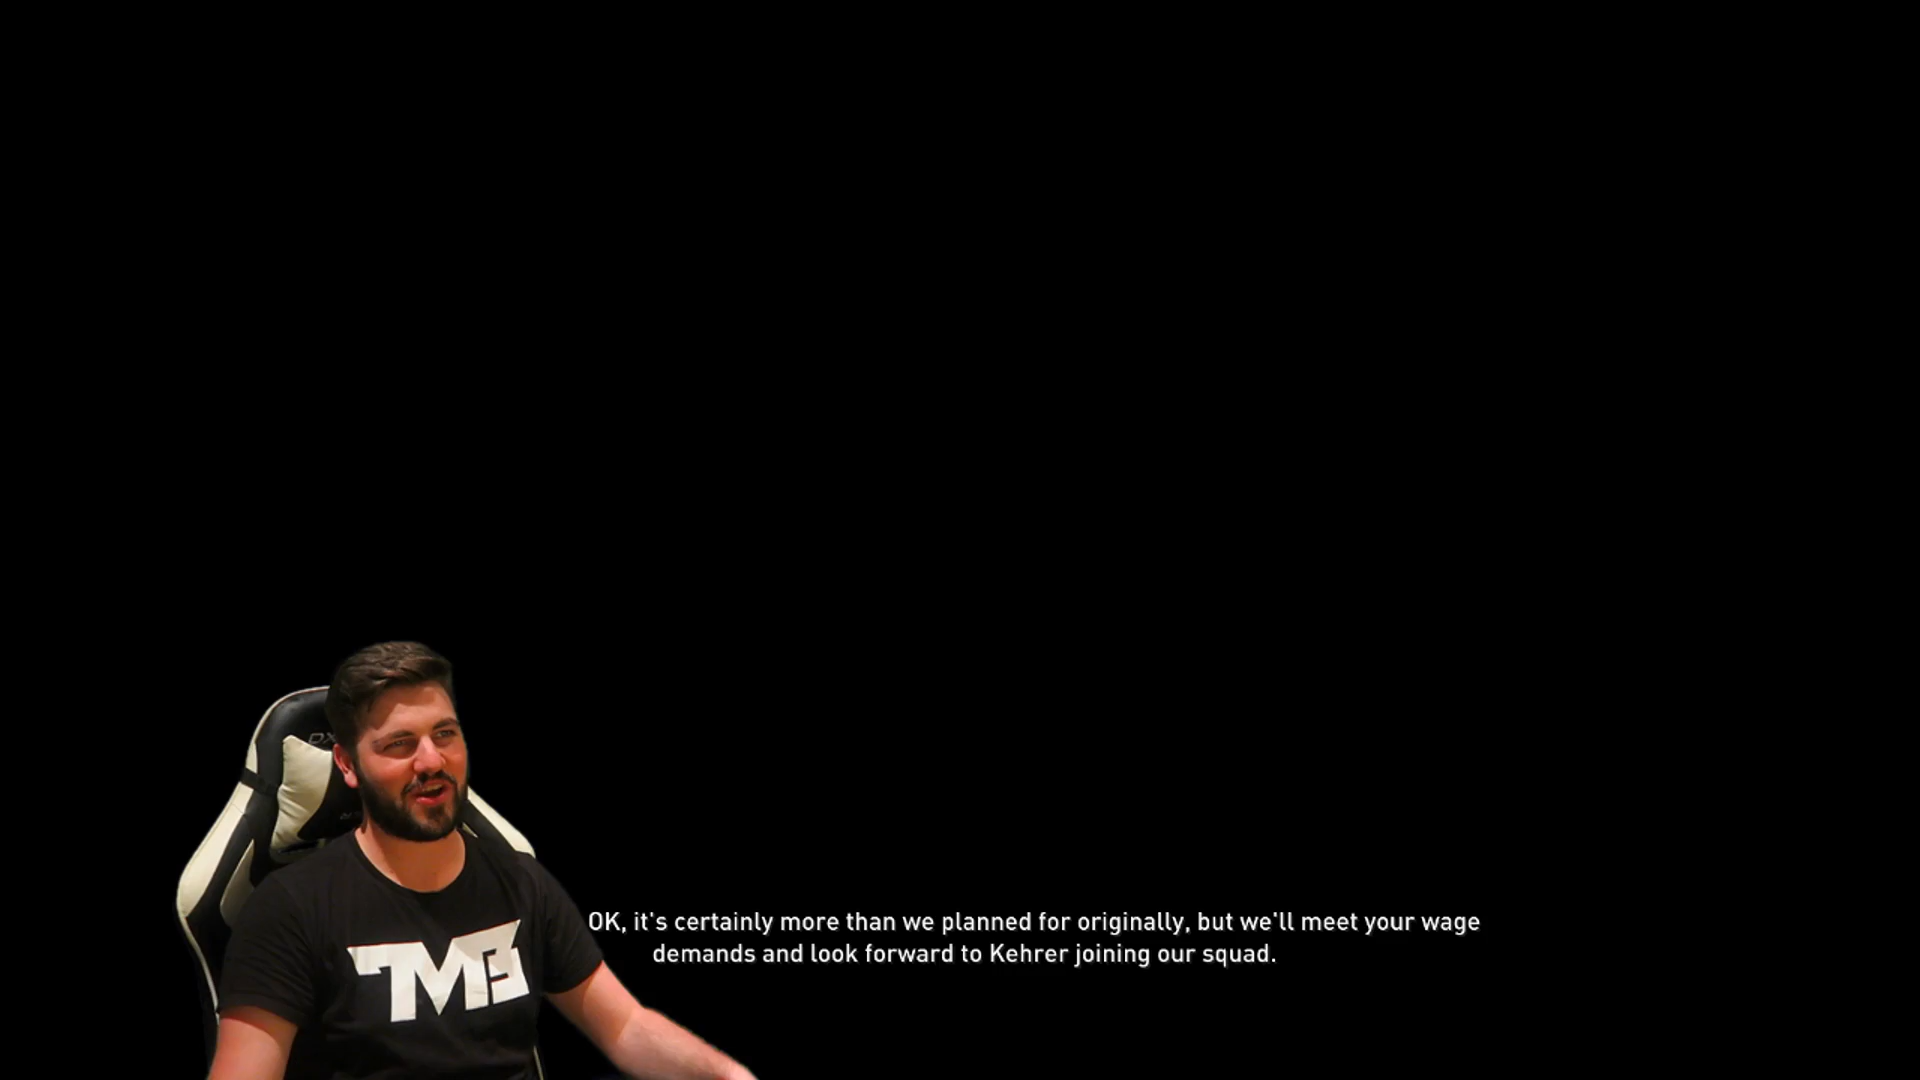 DX
OK, it's certainly more than we planned for originally, but we'll meet your wage
demands and look forward to Kehrer joining our squad.
TMB